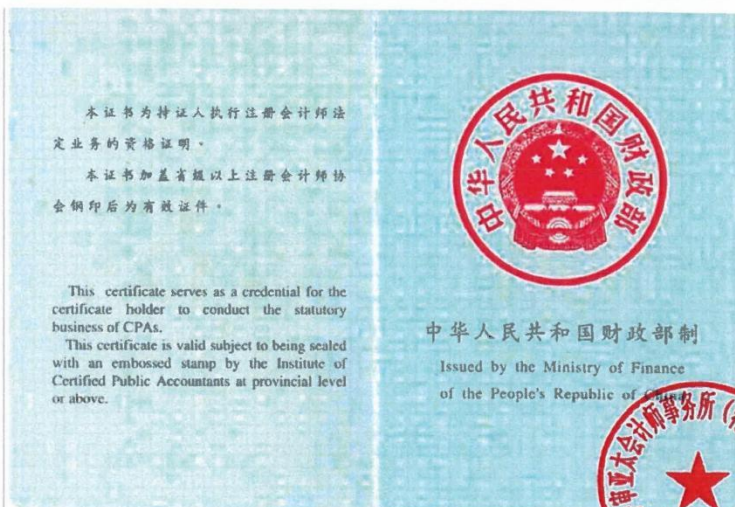 本证书为持证人执行注册会计师法
定业务的资格证明。
本证书加盖省级以上注册会计师协
会钢印后为有效证件。
This certificate serves as a credential for the
certificate holder to conduct the statutory
business of CPAs.
This certificate is valid subject to being sealed
with an embossed stamp by the Institute of
Certified Public Accountants at provincial level
or above.
中华人民共和国财政部
中华人民共和国财政部制
Issued by the Ministry of Finance
of the People's Republic of China
审亚太会计师事务所（